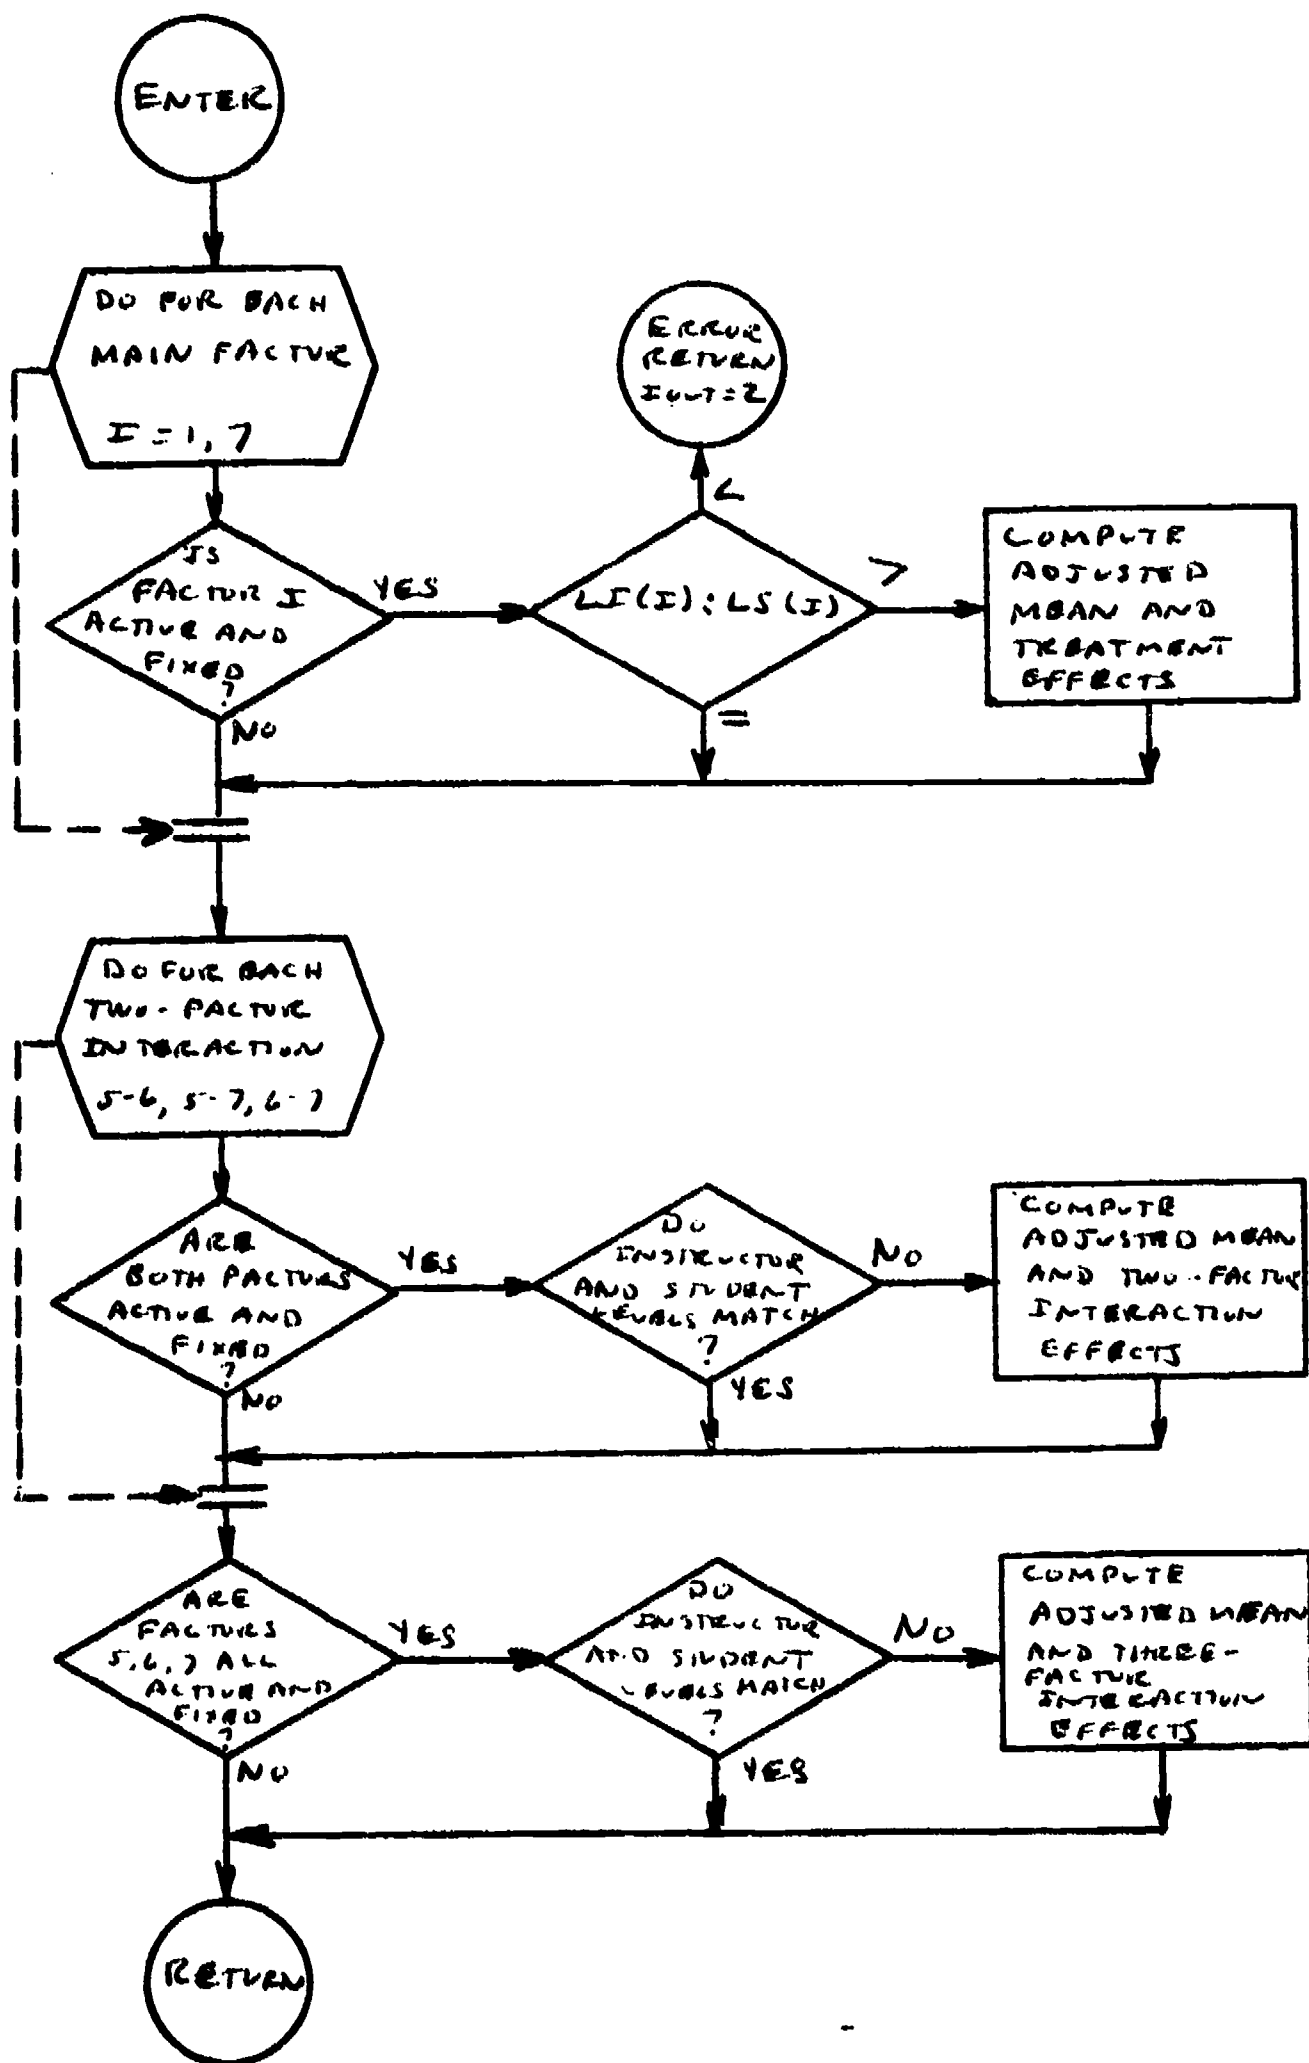 ENTER
DO FOR EACH
MAIN FACTOR
I = 1, 7
ERROR
RETURN
IOUT = 2
<
IS
FACTOR I
ACTIVE AND
FIXED
?
YES
LI(I) : LS(I)
>
COMPUTE
ADJUSTED
MEAN AND
TREATMENT
EFFECTS
NO
=
DO FOR EACH
TWO-FACTOR
INTERACTION
5-6, 5-7, 6-7
ARE
BOTH FACTORS
ACTIVE AND
FIXED
?
YES
DO
INSTRUCTOR
AND STUDENT
LEVELS MATCH
?
NO
COMPUTE
ADJUSTED MEAN
AND TWO-FACTOR
INTERACTION
EFFECTS
NO
YES
ARE
FACTORS
5, 6, 7 ALL
ACTIVE AND
FIXED
?
YES
DO
INSTRUCTOR
AND STUDENT
LEVELS MATCH
?
NO
COMPUTE
ADJUSTED MEAN
AND THREE-
FACTOR
INTERACTION
EFFECTS
NO
YES
RETURN